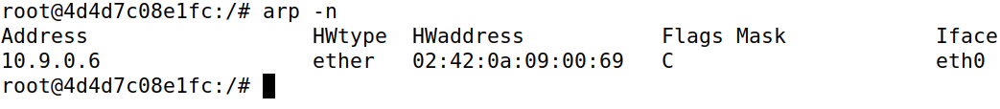 root@4d4d7c08e1fc:/# arp -n
Address                  HWtype  HWaddress           Flags Mask            Iface
10.9.0.6                 ether   02:42:0a:09:00:69   C                     eth0
root@4d4d7c08e1fc:/#